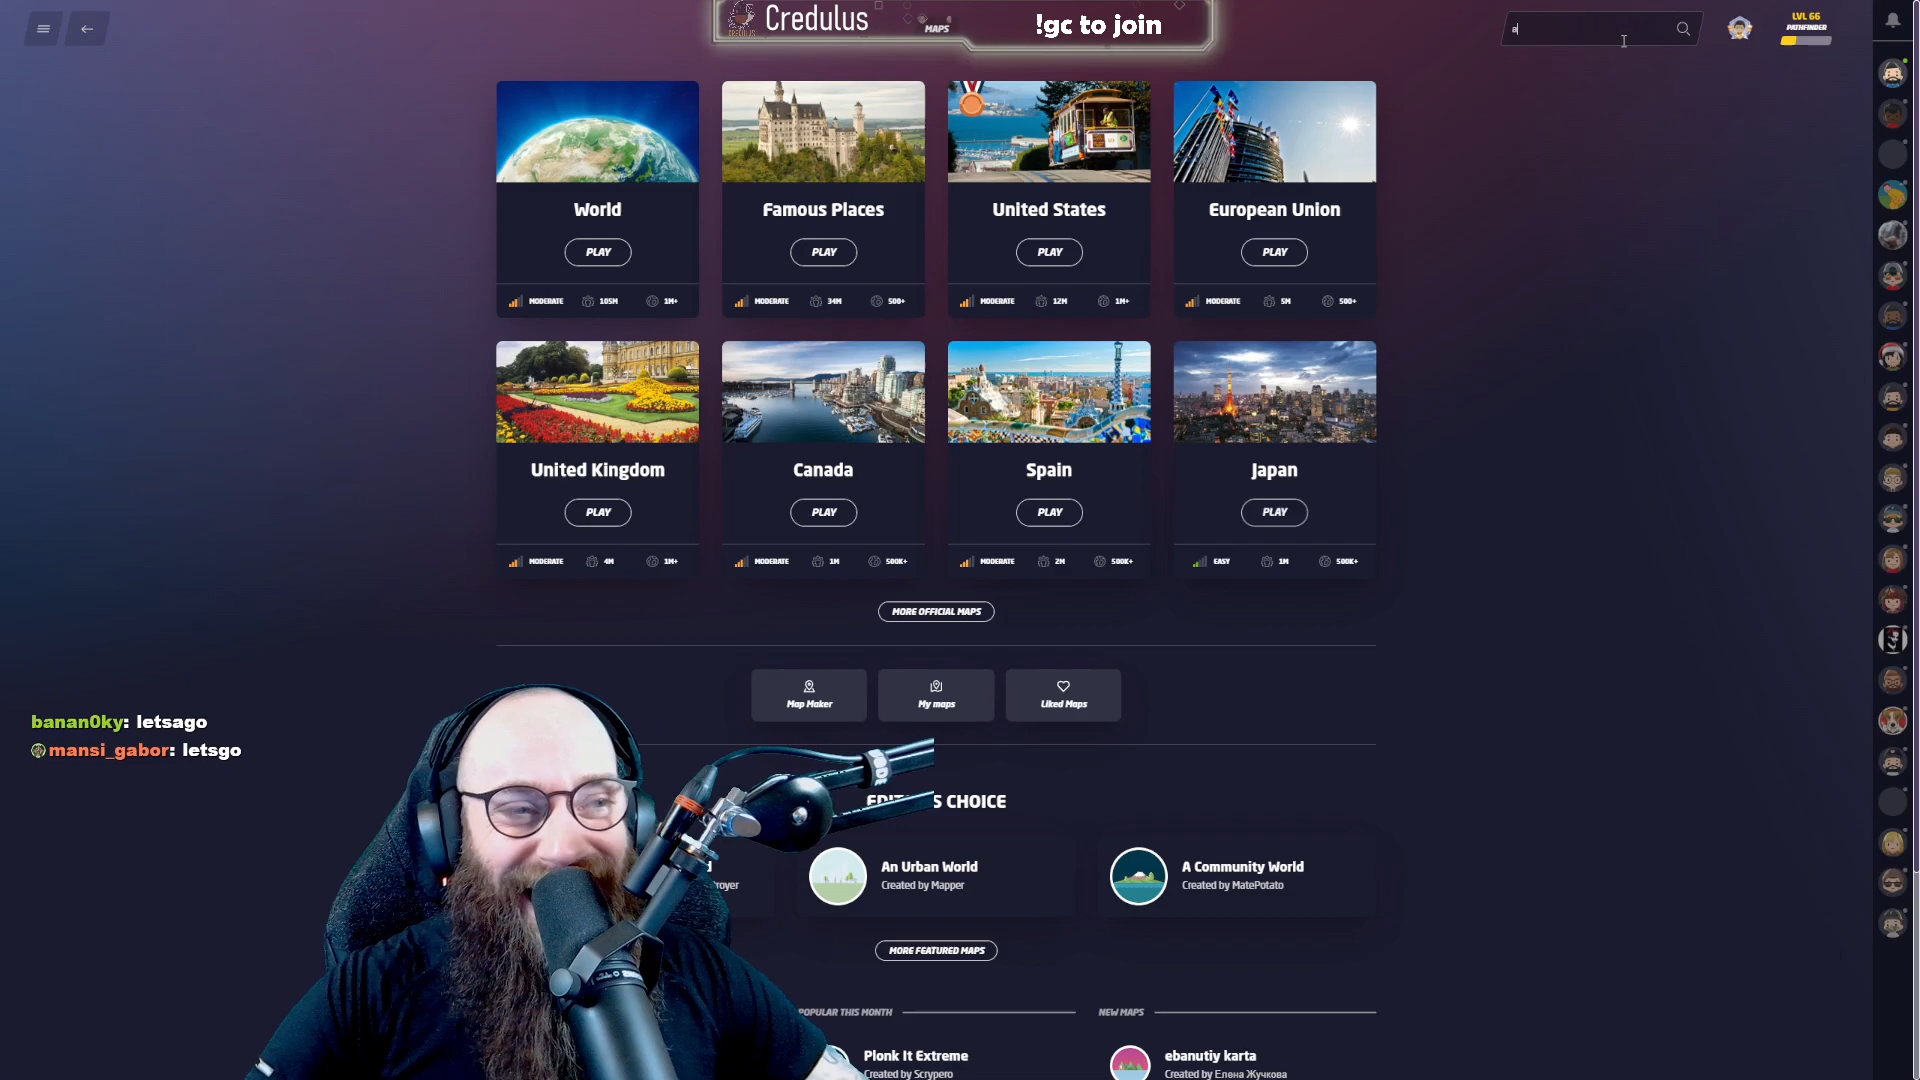 Credulus
MAPS
!gc to join
a
LVL 66
PATHFINDER
World
PLAY
MODERATE 105M 1M+
Famous Places
PLAY
MODERATE 34M 500+
United States
PLAY
MODERATE 12M 1M+
European Union
PLAY
MODERATE 5M 500+
United Kingdom
PLAY
MODERATE 4M 1M+
Canada
PLAY
MODERATE 1M 500K+
Spain
PLAY
MODERATE 2M 500K+
Japan
PLAY
EASY 1M 500K+
MORE OFFICIAL MAPS
Map Maker
My maps
Liked Maps
banan0ky: letsago
mansi_gabor: letsgo
S CHOICE
An Urban World
Created by Mapper
A Community World
Created by MatePotato
MORE FEATURED MAPS
POPULAR THIS MONTH
NEW MAPS
Plonk It Extreme
Created by Scrypero
ebanutiy karta
Created by Елена Жучкова